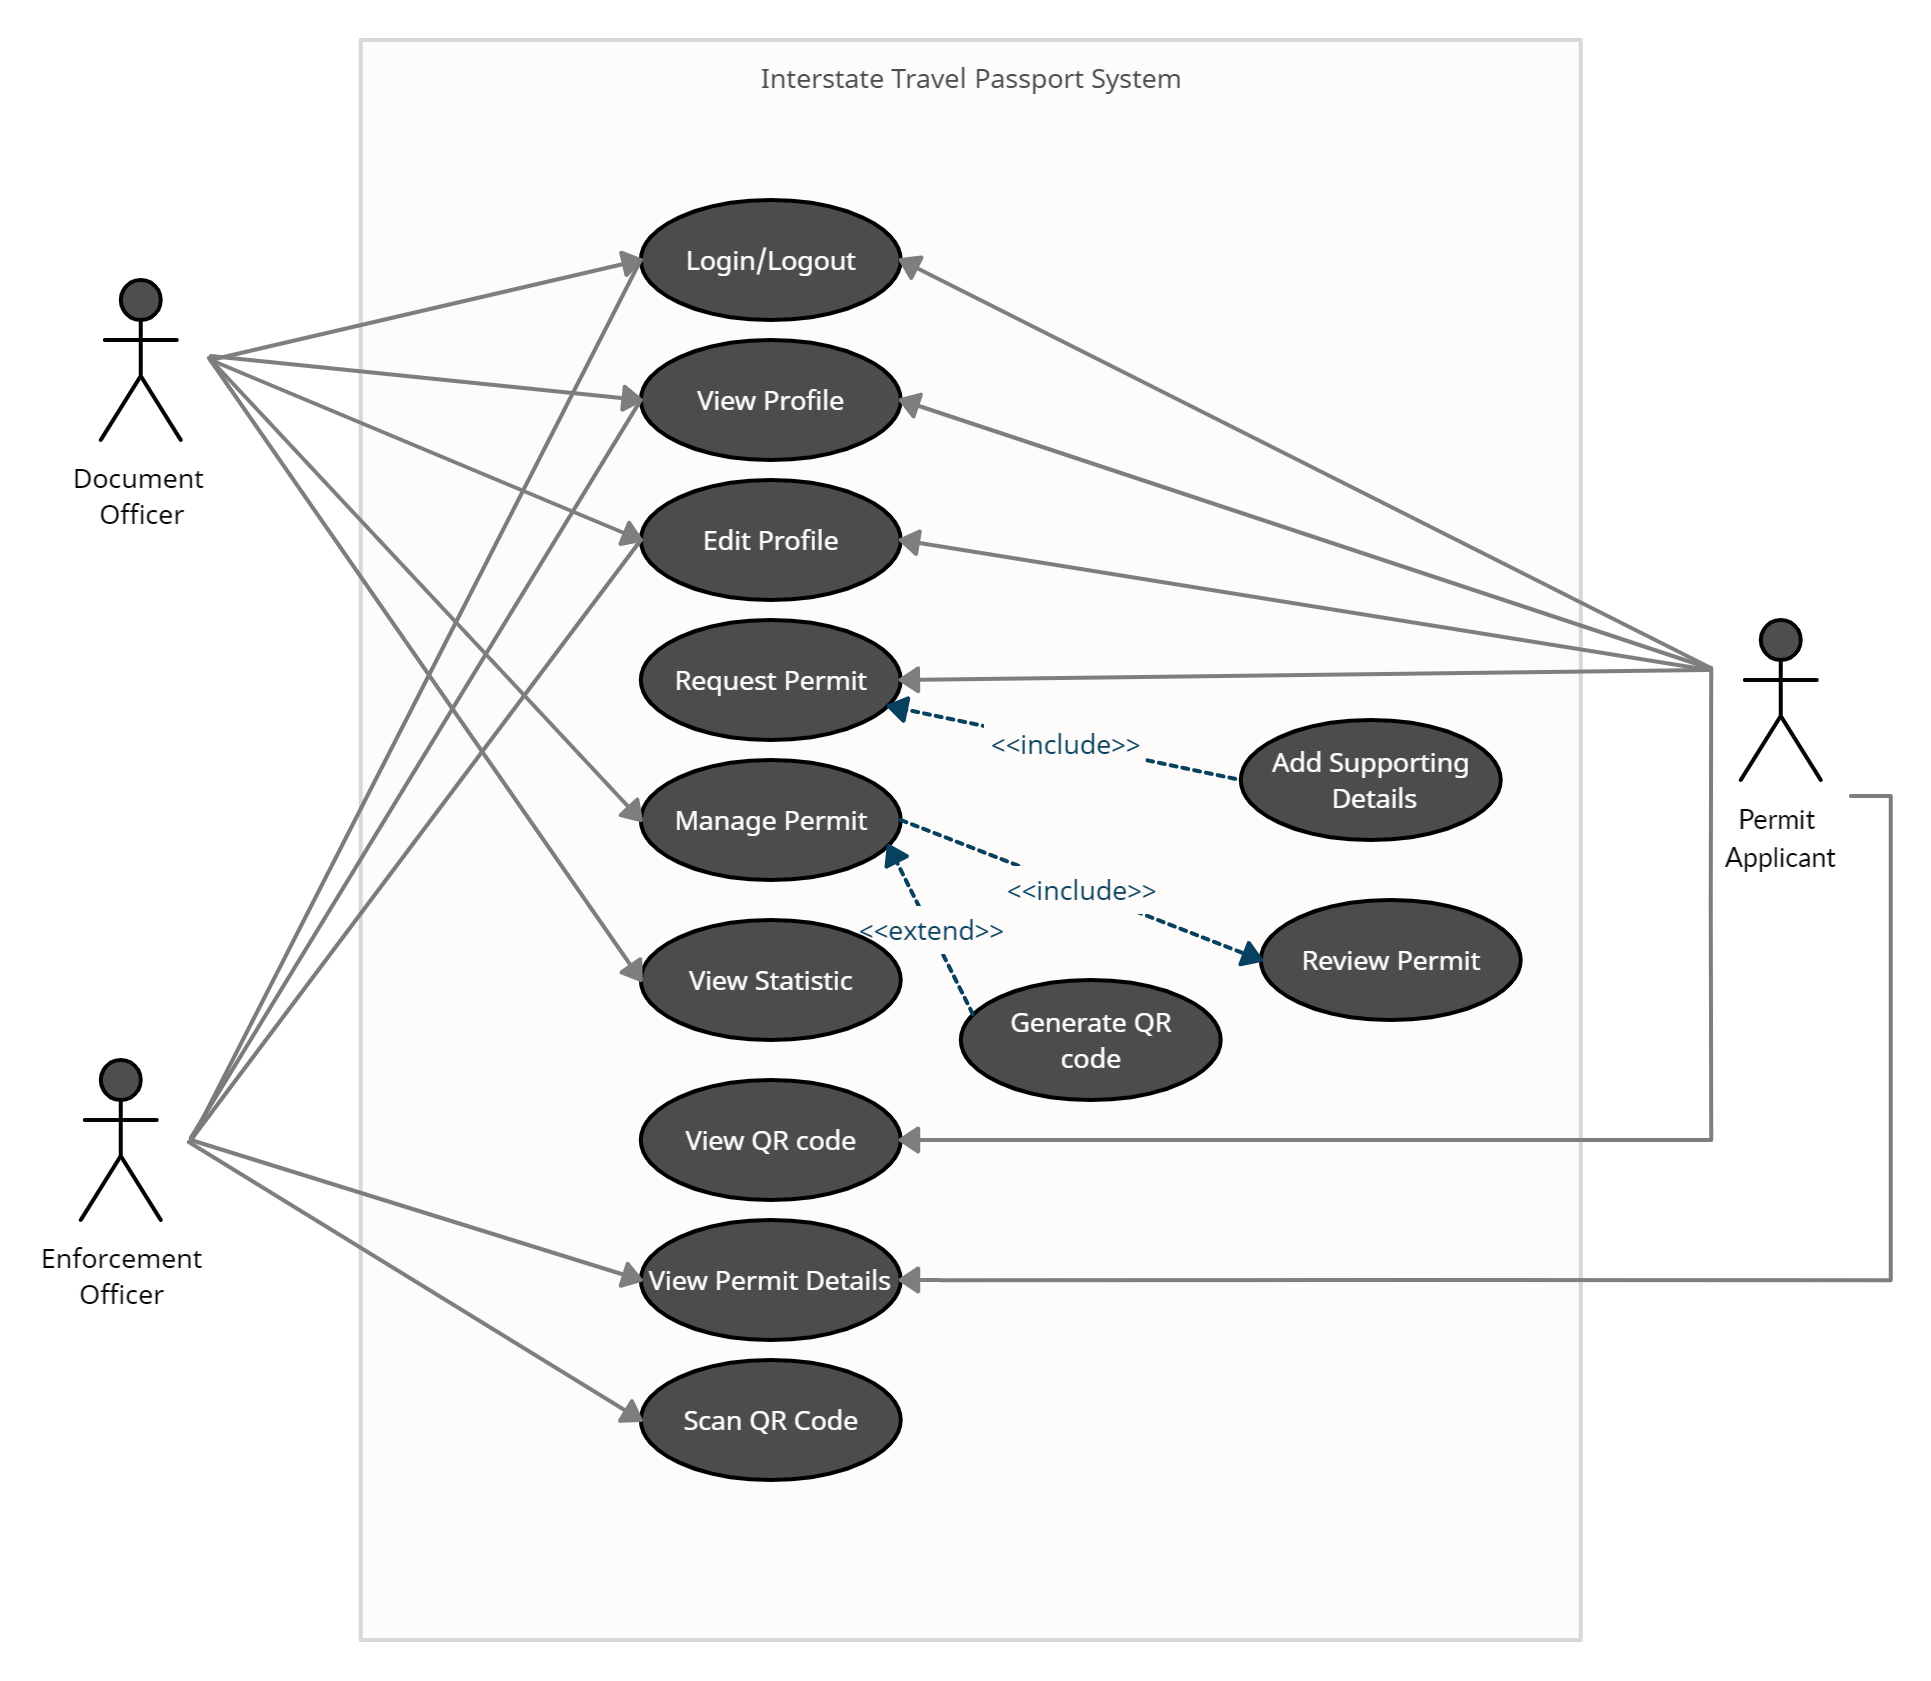 Interstate Travel Passport System
Login/Logout
Document
Officer
View Profile
Edit Profile
Request Permit
<<include>>
Add Supporting
Details
Permit
Applicant
Manage Permit
<<include>>
<<extend>>
Review Permit
View Statistic
Generate QR
code
View QR code
Enforcement
Officer
View Permit Details
Scan QR Code